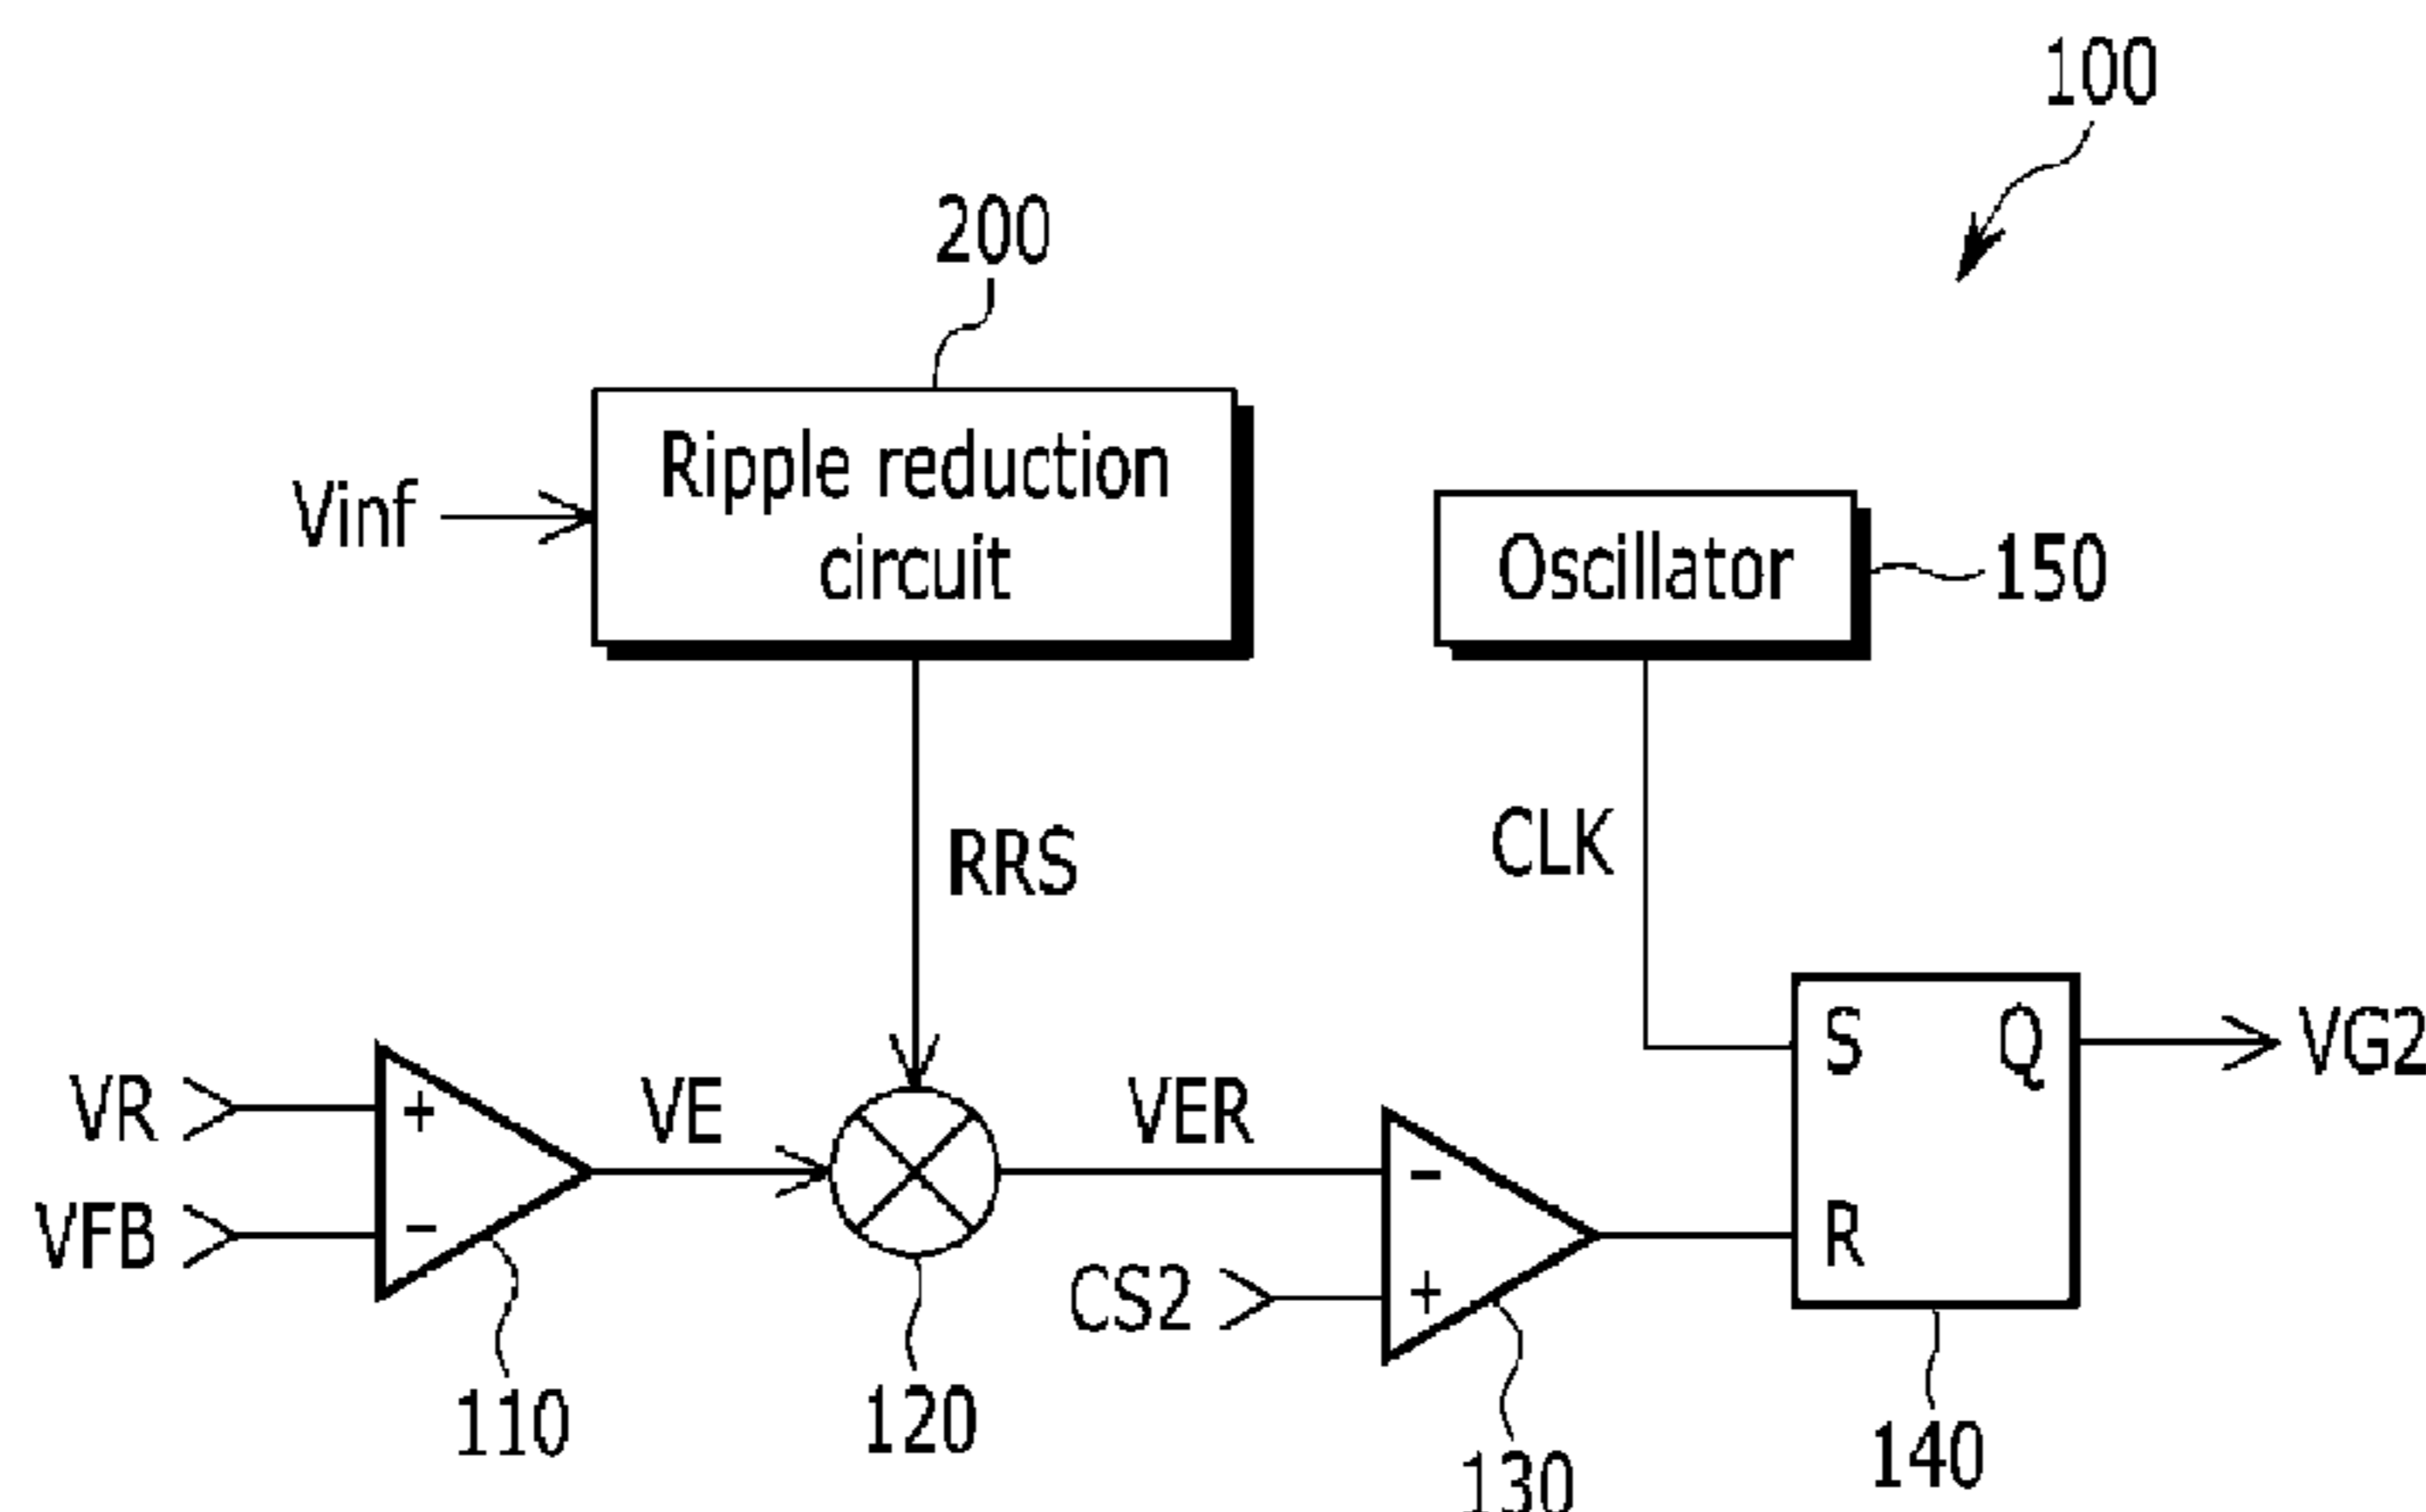 100
200
Ripple reduction
circuit
Vinf
Oscillator
150
RRS
CLK
S
Q
VG2
VR
+
VE
VER
VFB
-
-
CS2
+
R
110
120
130
140